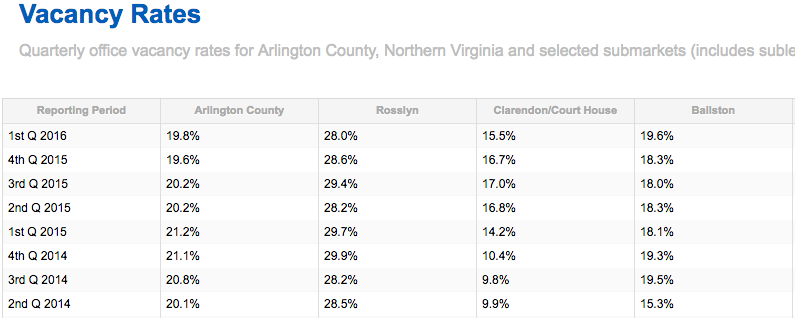 Vacancy Rates
Quarterly office vacancy rates for Arlington County, Northern Virginia and selected submarkets (includes
Reporting Period Arlington County Rosslyn Clarendon/Court House Ballston
1st Q 2016 19.8% 28.0% 15.5% 19.6%
4th Q 2015 19.6% 28.6% 16.7% 18.3%
3rd Q 2015 20.2% 29.4% 17.0% 18.0%
2nd Q 2015 20.2% 28.2% 16.8% 18.3%
1st Q 2015 21.2% 29.7% 14.2% 18.1%
4th Q 2014 21.1% 29.9% 10.4% 19.3%
3rd Q 2014 20.8% 28.2% 9.8% 19.5%
2nd Q 2014 20.1% 28.5% 9.9% 15.3%